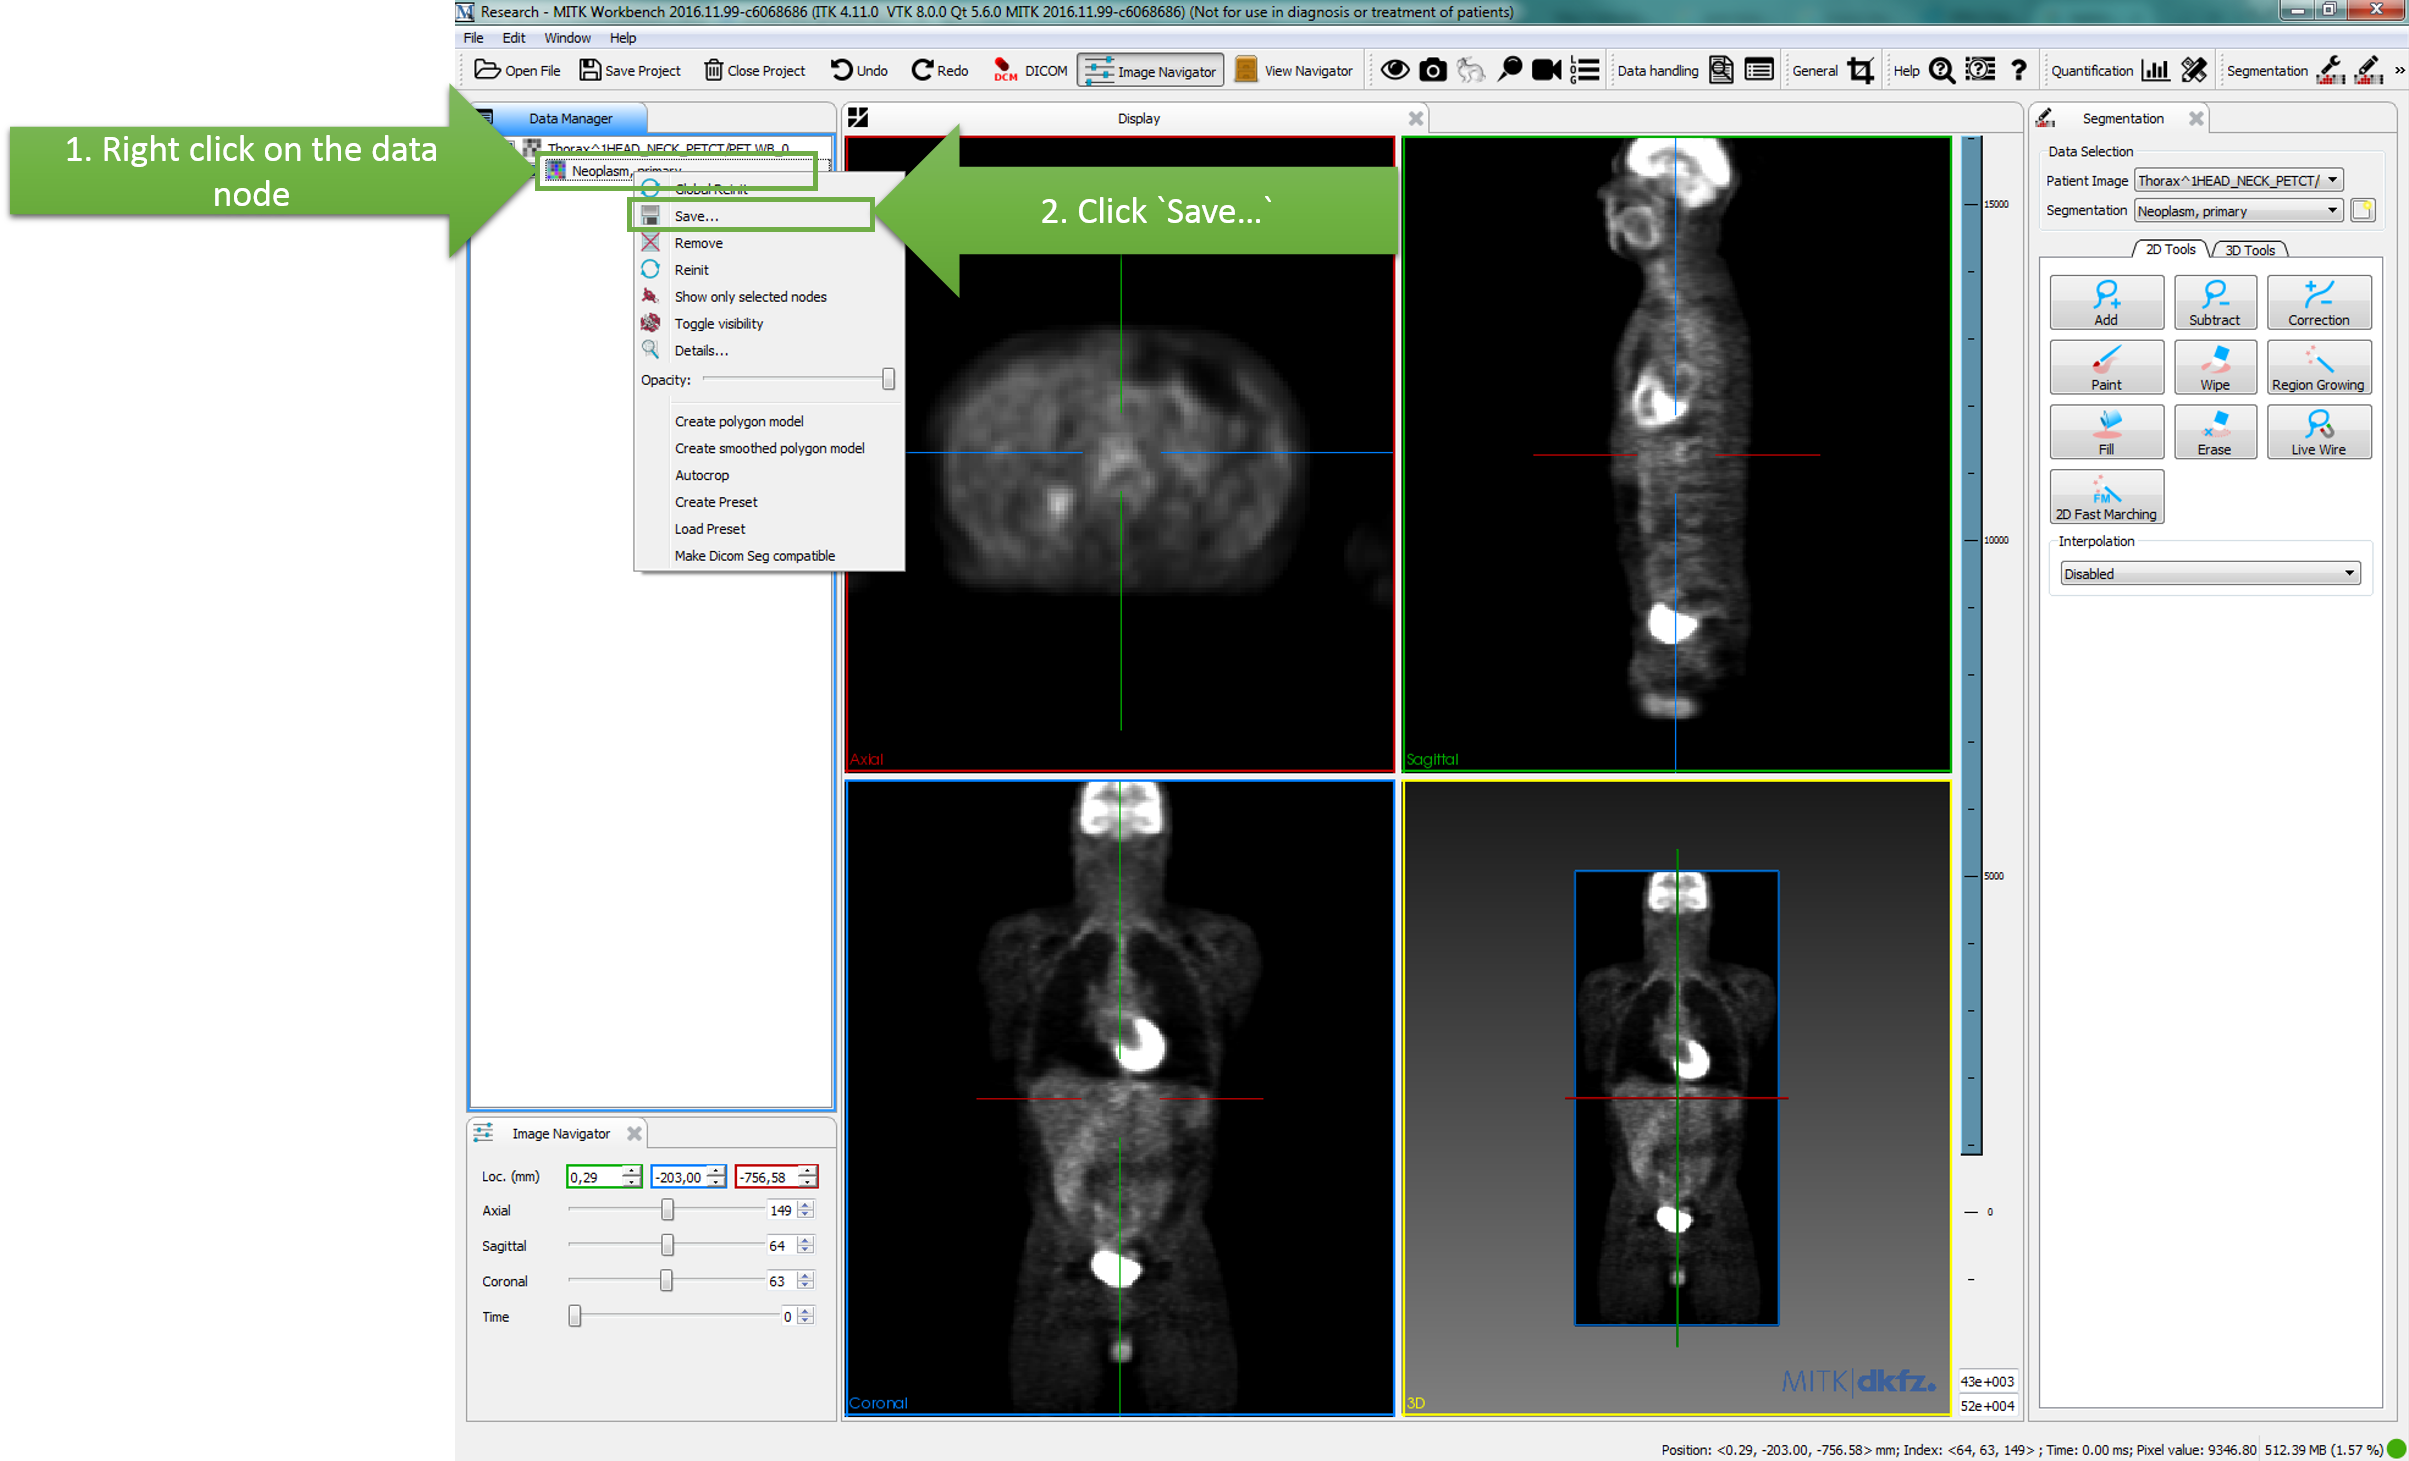 Research - MITK Workbench 2016.11.99-c6068686 (ITK 4.11.0 VTK 8.0.0 Qt 5.6.0 MITK 2016.11.99-c6068686) (Not for use in diagnosis or treatment of patients)
File Edit Window Help
Open File Save Project Close Project Undo Redo DCM DICOM Image Navigator View Navigator LOG Data handling General Help Quantification Segmentation »
Data Manager
Thorax^1HEAD_NECK_PETCT/PET WB_0
Neoplasm, primary
1. Right click on the data
node
Global Reinit
Save...
Remove
Reinit
Show only selected nodes
Toggle visibility
Details...
Opacity:
Create polygon model
Create smoothed polygon model
Autocrop
Create Preset
Load Preset
Make Dicom Seg compatible
2. Click `Save...`
Display
Axial
Sagittal
Coronal
3D
MITK dkfz.
15000
10000
5000
0
43e+003
52e+004
Image Navigator
Loc. (mm) 0,29 -203,00 -756,58
Axial 149
Sagittal 64
Coronal 63
Time 0
Segmentation
Data Selection
Patient Image Thorax^1HEAD_NECK_PETCT/
Segmentation Neoplasm, primary
2D Tools 3D Tools
Add Subtract Correction
Paint Wipe Region Growing
Fill Erase Live Wire
FM
2D Fast Marching
Interpolation
Disabled
Position: <0.29, -203.00, -756.58> mm; Index: <64, 63, 149> ; Time: 0.00 ms; Pixel value: 9346.80 512.39 MB (1.57 %)